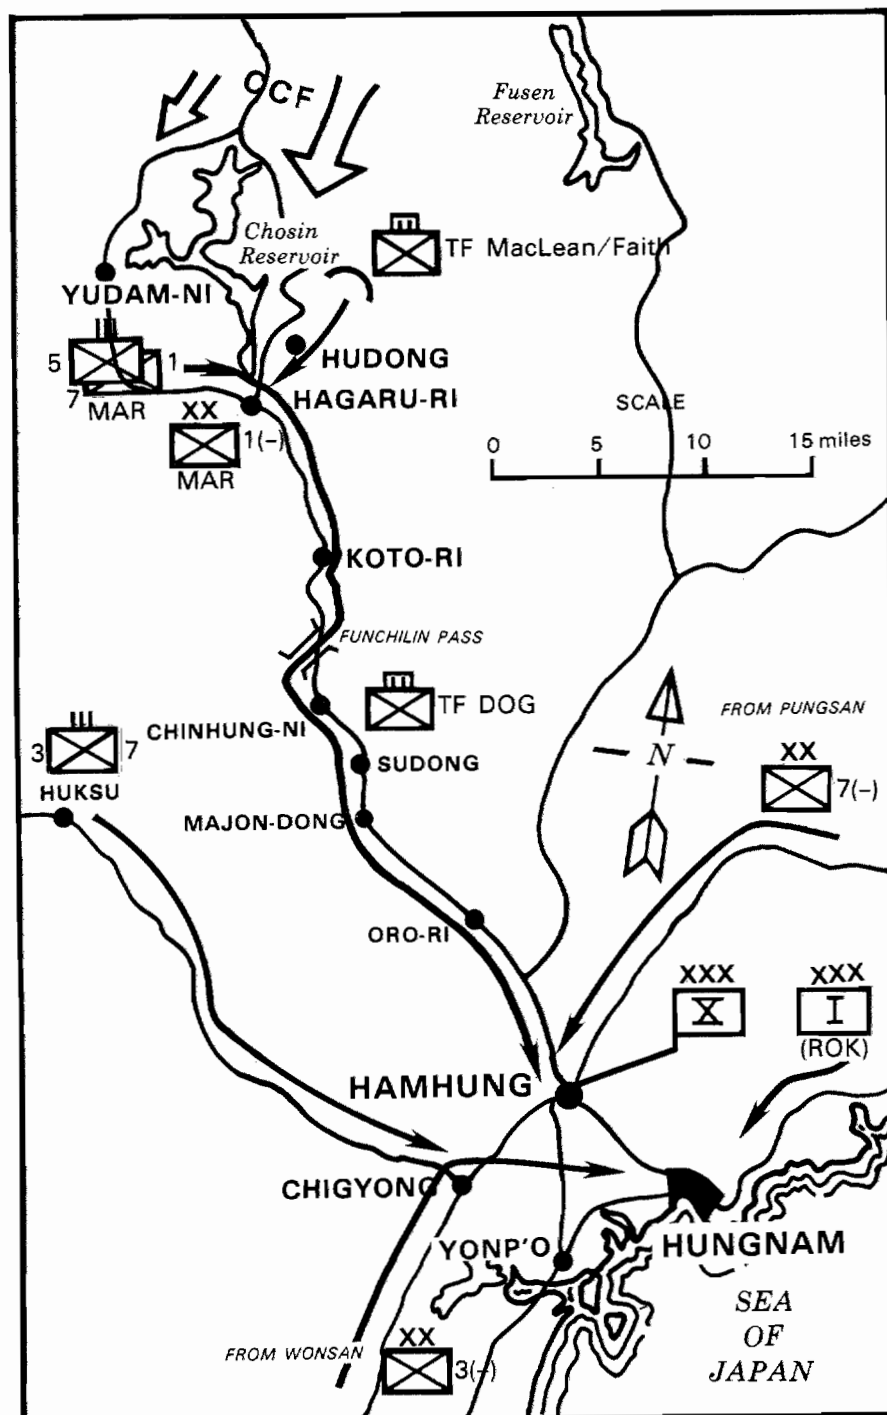 CCF
Fusen
Reservoir
Chosin
Reservoir
TF MacLean/Faith
YUDAM-NI
5
1
HUDONG
7
MAR
HAGARU-RI
XX
1(-)
MAR
SCALE
0 5 10 15 miles
KOTO-RI
FUNCHILIN PASS
TF DOG
FROM PUNGSAN
CHINHUNG-NI
N
3 7
SUDONG
XX
7(-)
HUKSU
MAJON-DONG
ORO-RI
XXX
X
XXX
I
(ROK)
HAMHUNG
CHIGYONG
YONP'O
HUNGNAM
SEA
OF
JAPAN
FROM WONSAN
XX
3(-)